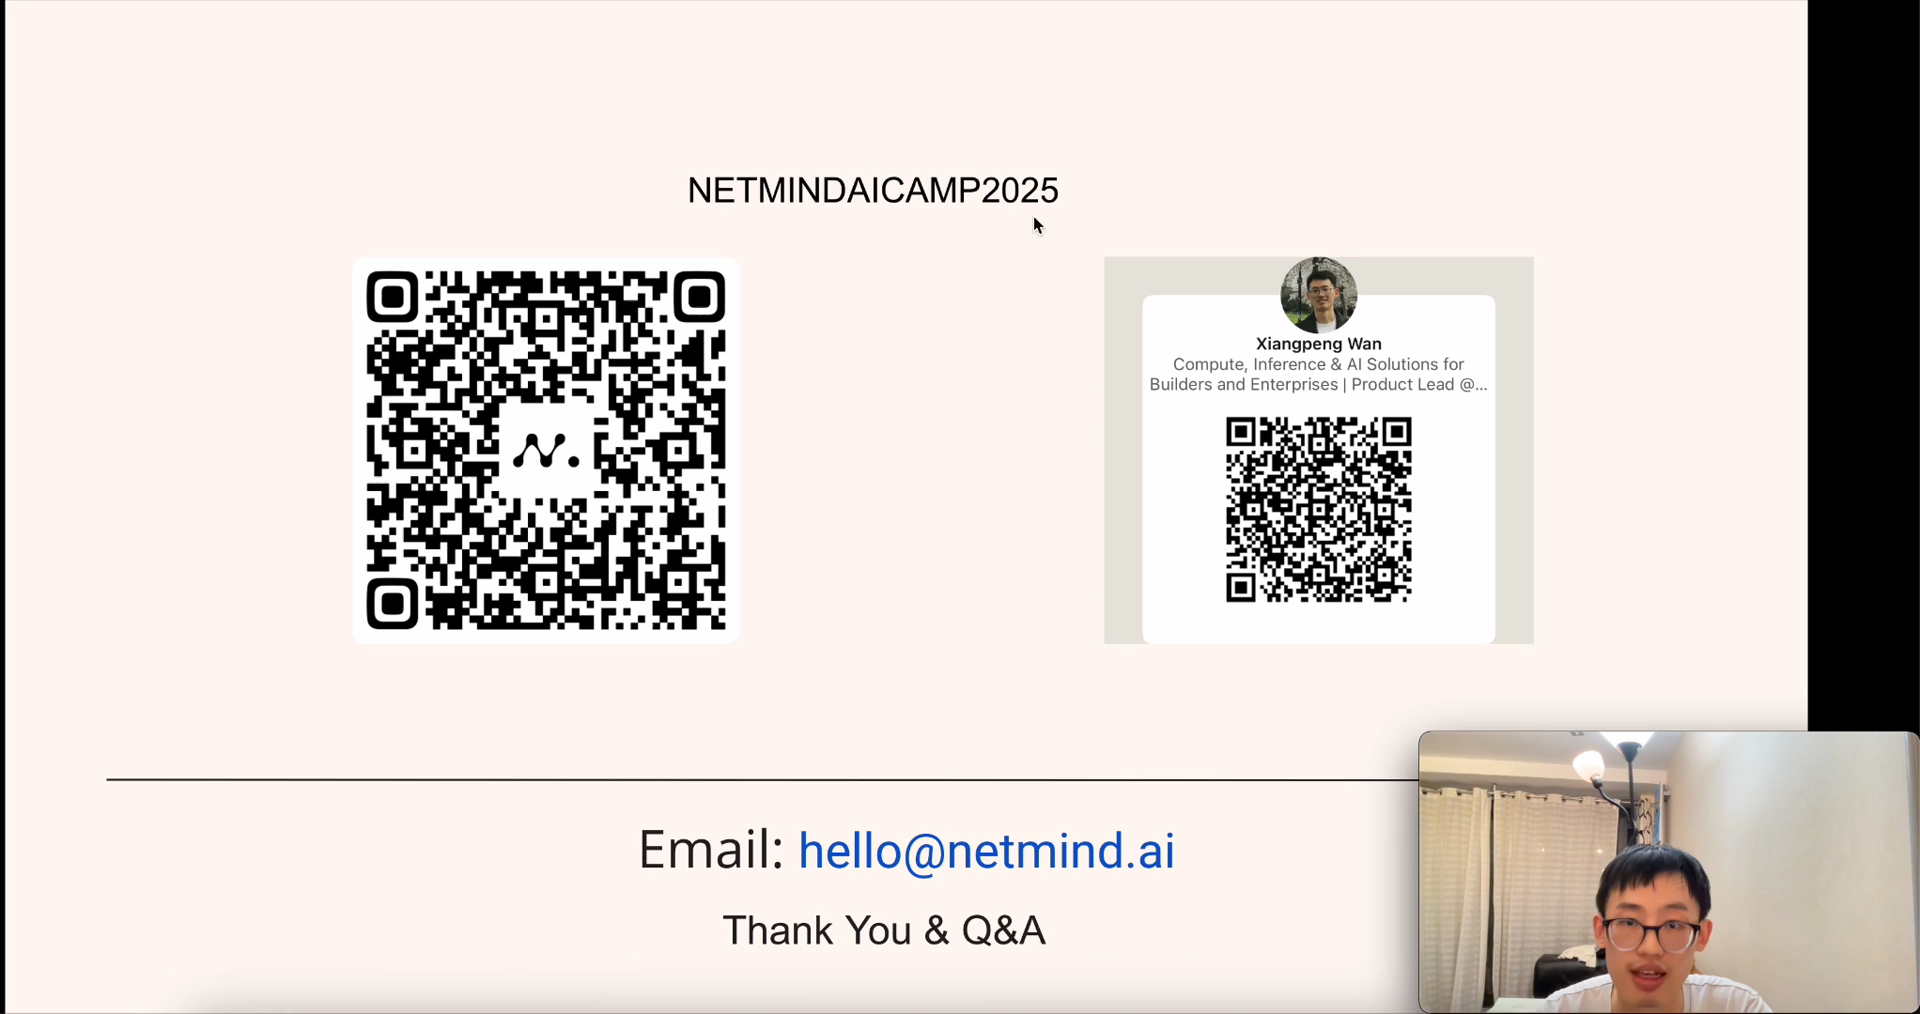 NETMINDAICAMP2025
Xiangpeng Wan
Compute, Inference & AI Solutions for
Builders and Enterprises | Product Lead @...
Email: hello@netmind.ai
Thank You & Q&A